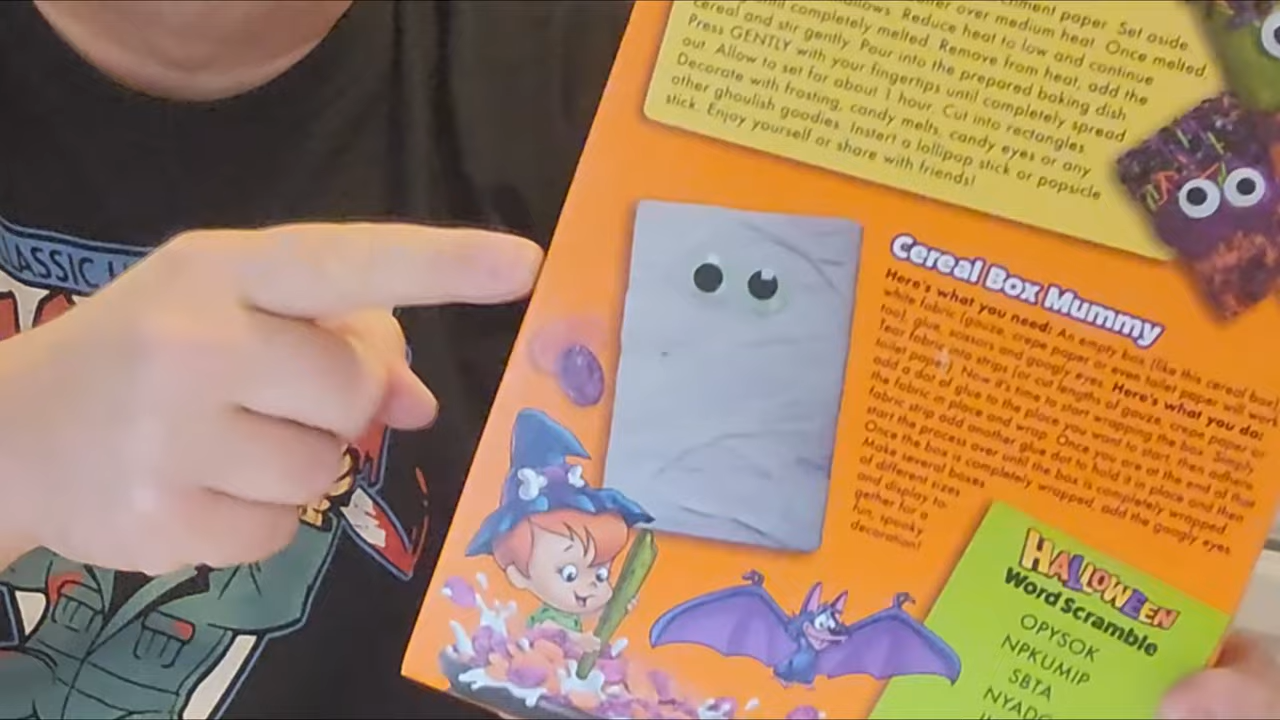 chment paper. Set aside.
over medium heat. Once melted,
llows. Reduce heat to low and continue
completely melted. Remove from heat, add the
cereal and stir gently. Pour into the prepared baking dish
Press GENTLY with your fingertips until completely spread
out. Allow to set for about 1 hour. Cut into rectangles.
Decorate with frosting, candy melts, candy eyes or any
other ghoulish goodies. Instert a lollipop stick or popsicle
stick. Enjoy yourself or share with friends!
Cereal Box Mummy
Here's what you need: An empty box (like this cereal box)
white fabric (gauze, crepe paper or even toilet paper will work
too), glue, scissors and googly eyes. Here's what you do:
Tear fabric into strips (or cut lengths of gauze, crepe paper or
toilet paper). Now it's time to start wrapping the box. Simply
add a dot of glue to the place you want to start, then adhere
the fabric in place and wrap. Once you are at the end of that
fabric strip add another glue dot to hold it in place and then
start the process over until the box is completely wrapped.
Once the box is completely wrapped, add the googly eyes.
Make several boxes
of different sizes
and display to-
gether for a
fun, spooky
decoration!
HALLOWEEN
Word Scramble
OPYSOK
NPKUMIP
SBTA
NYADC
LASSIC